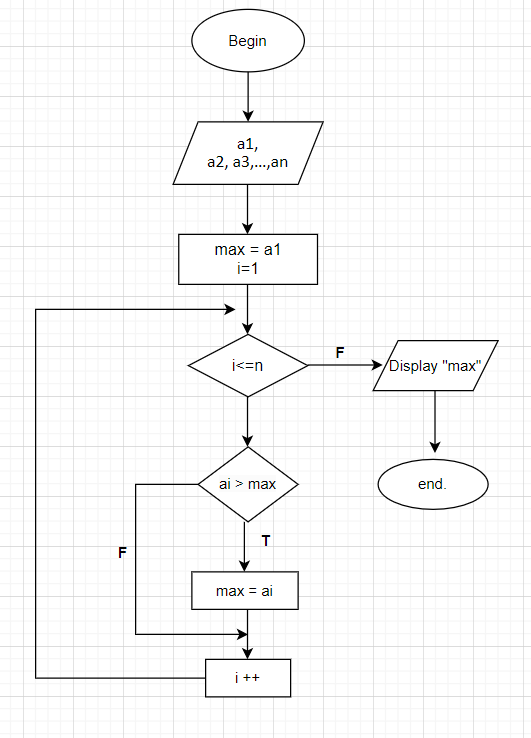 Begin
a1,
a2, a3,...,an
max = a1
i=1
i<=n
F
Display "max"
end.
ai > max
T
F
max = ai
i ++